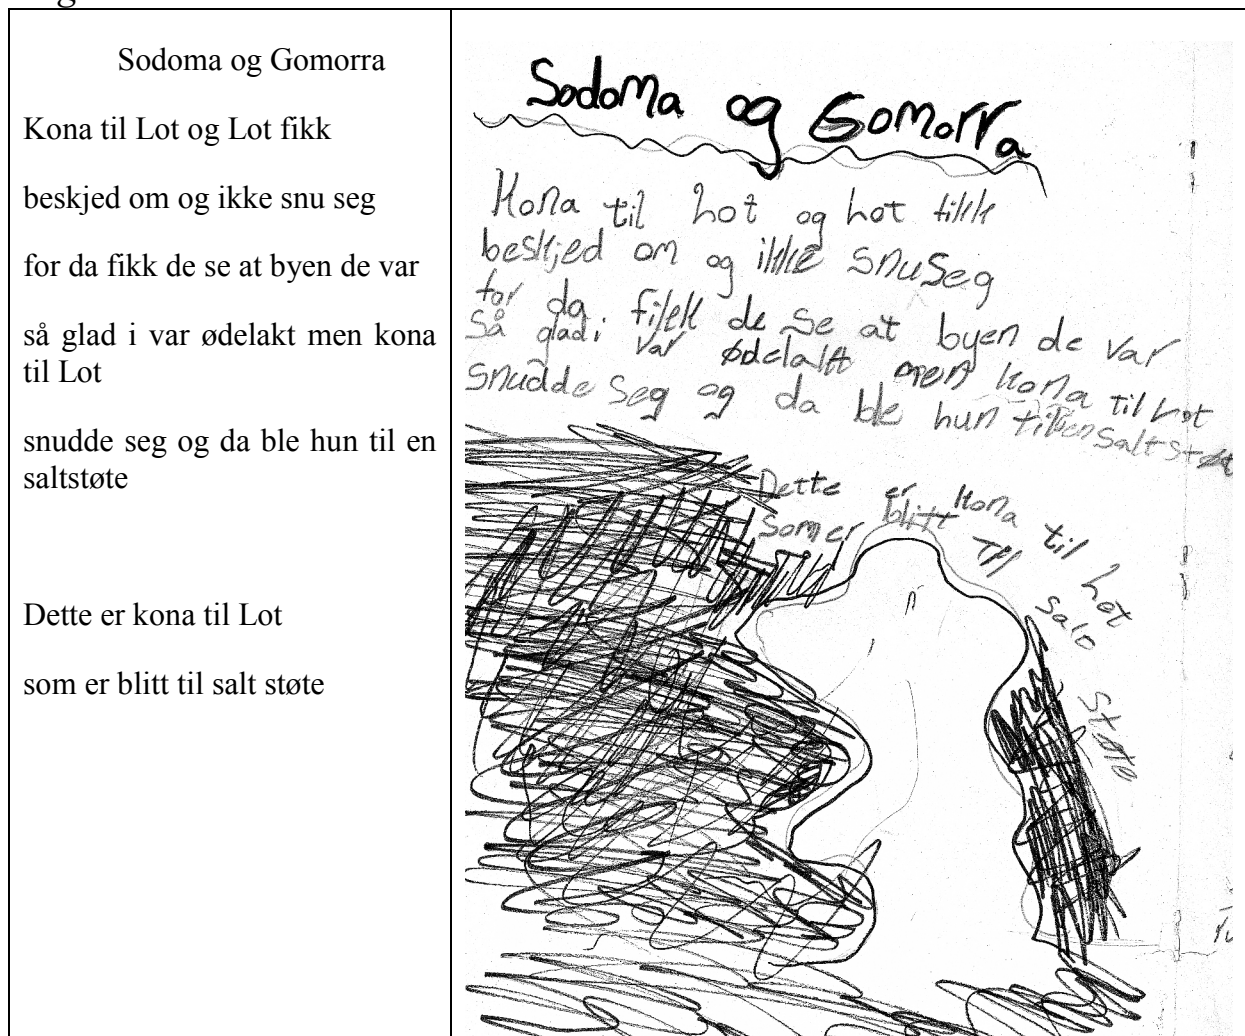 Sodoma og Gomorra
Kona til Lot og Lot fikk
beskjed om og ikke snu seg
for da fikk de se at byen de var
så glad i var ødelakt men kona
til Lot
snudde seg og da ble hun til en
saltstøte
Dette er kona til Lot
som er blitt til salt støte
Sodoma og Gomorra
Kona til Lot og Lot fikk
beskjed om og ikke snu seg
for da fikk de se at byen de var
så glad i var ødelakt men kona til Lot
snudde seg og da ble hun til en saltstøt
Dette er kona til Lot
som er blitt til salt støte